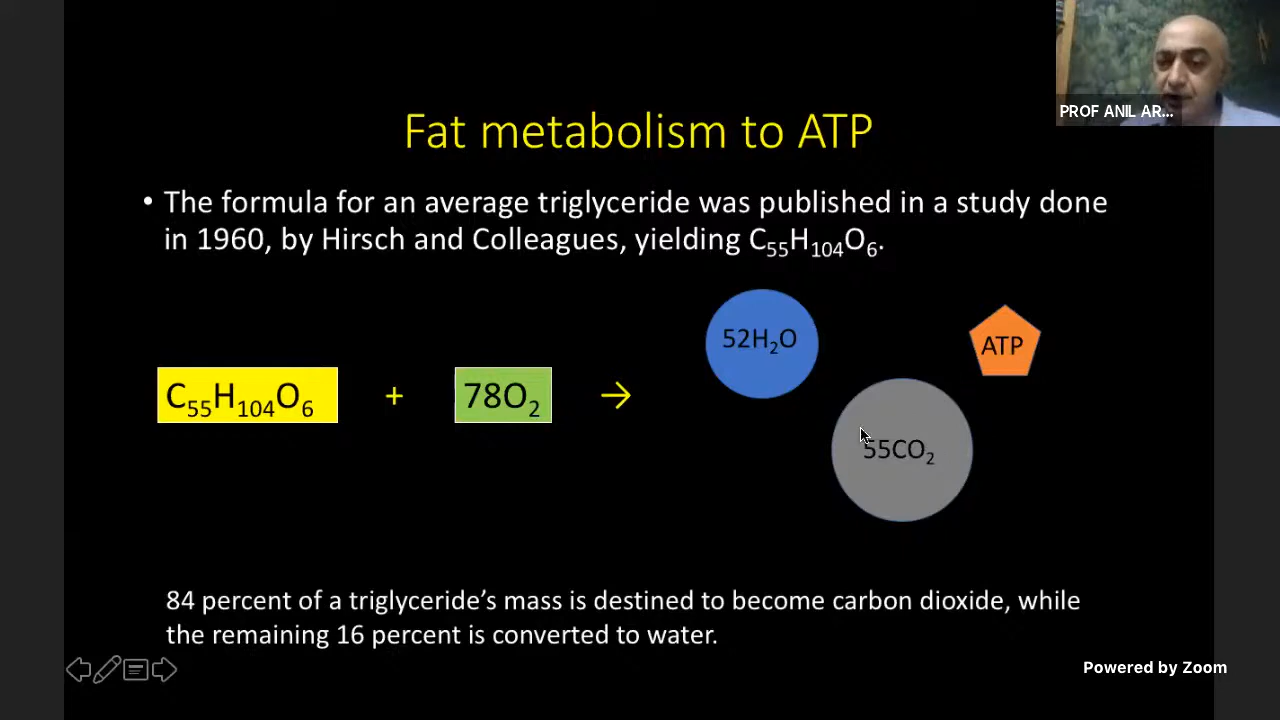 PROF ANIL AR...
Fat metabolism to ATP
• The formula for an average triglyceride was published in a study done
in 1960, by Hirsch and Colleagues, yielding C₅₅H₁₀₄O₆.
52H₂O
ATP
C₅₅H₁₀₄O₆ + 78O₂ →
55CO₂
84 percent of a triglyceride’s mass is destined to become carbon dioxide, while
the remaining 16 percent is converted to water.
Powered by Zoom